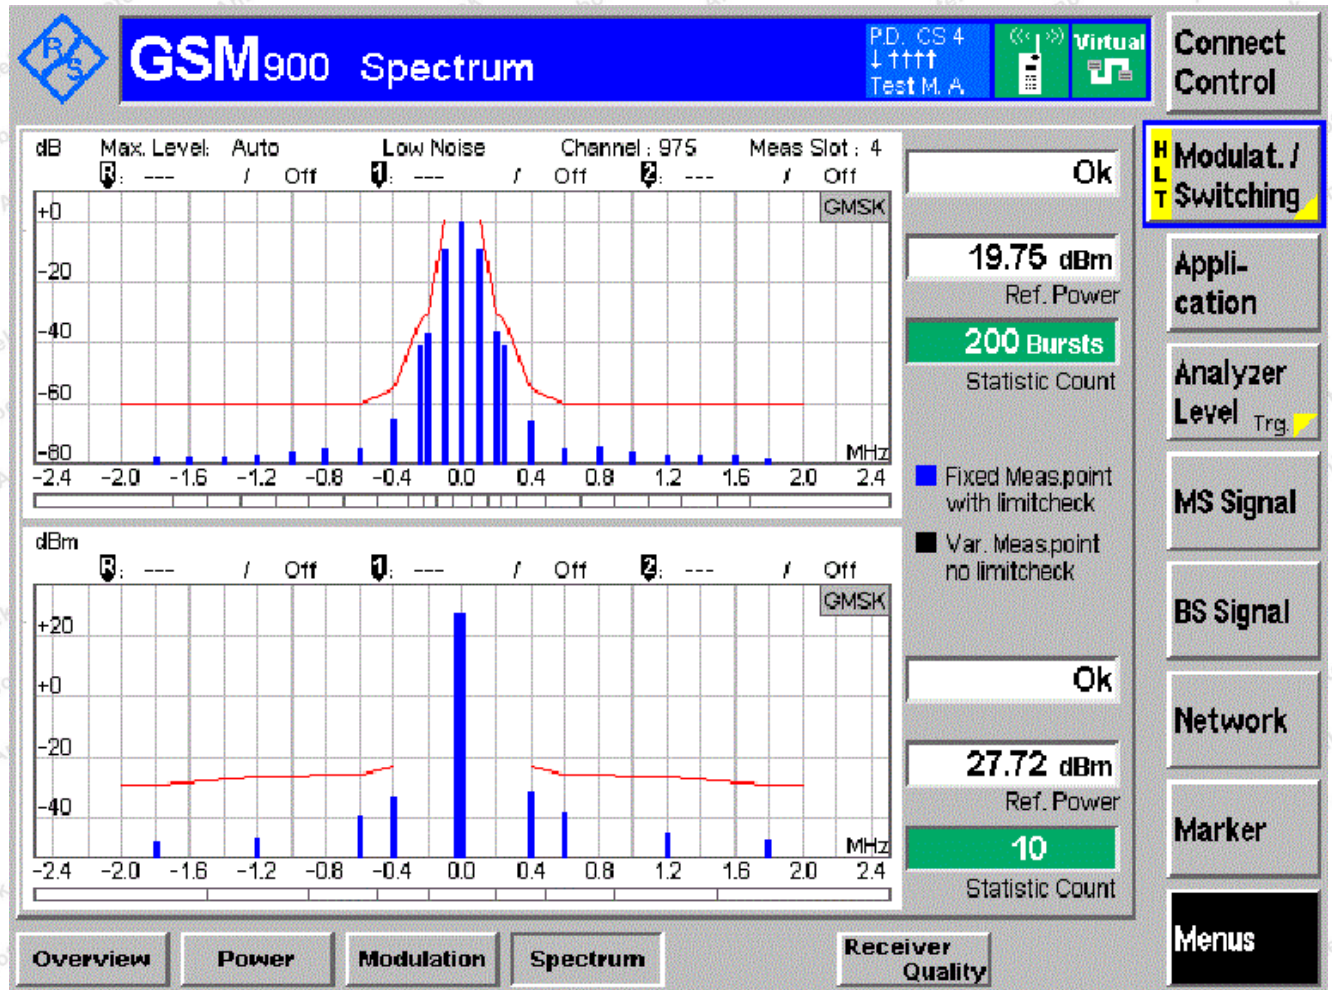 R S
GSM900 Spectrum
P.D. CS 4
↓↑↑↑↑
Test M. A.
Virtual
Connect
Control
dB Max. Level: Auto Low Noise Channel : 975 Meas Slot : 4
R: --- / Off 1: --- / Off 2: --- / Off
GMSK
+0
-20
-40
-60
-80
MHz
-2.4 -2.0 -1.6 -1.2 -0.8 -0.4 0.0 0.4 0.8 1.2 1.6 2.0 2.4
Ok
19.75 dBm
Ref. Power
200 Bursts
Statistic Count
Fixed Meas.point
with limitcheck
Var. Meas.point
no limitcheck
dBm
R: --- / Off 1: --- / Off 2: --- / Off
GMSK
+20
+0
-20
-40
MHz
-2.4 -2.0 -1.6 -1.2 -0.8 -0.4 0.0 0.4 0.8 1.2 1.6 2.0 2.4
Ok
27.72 dBm
Ref. Power
10
Statistic Count
HLT
Modulat. /
Switching
Appli-
cation
Analyzer
Level Trg.
MS Signal
BS Signal
Network
Marker
Menus
Overview
Power
Modulation
Spectrum
Receiver
Quality